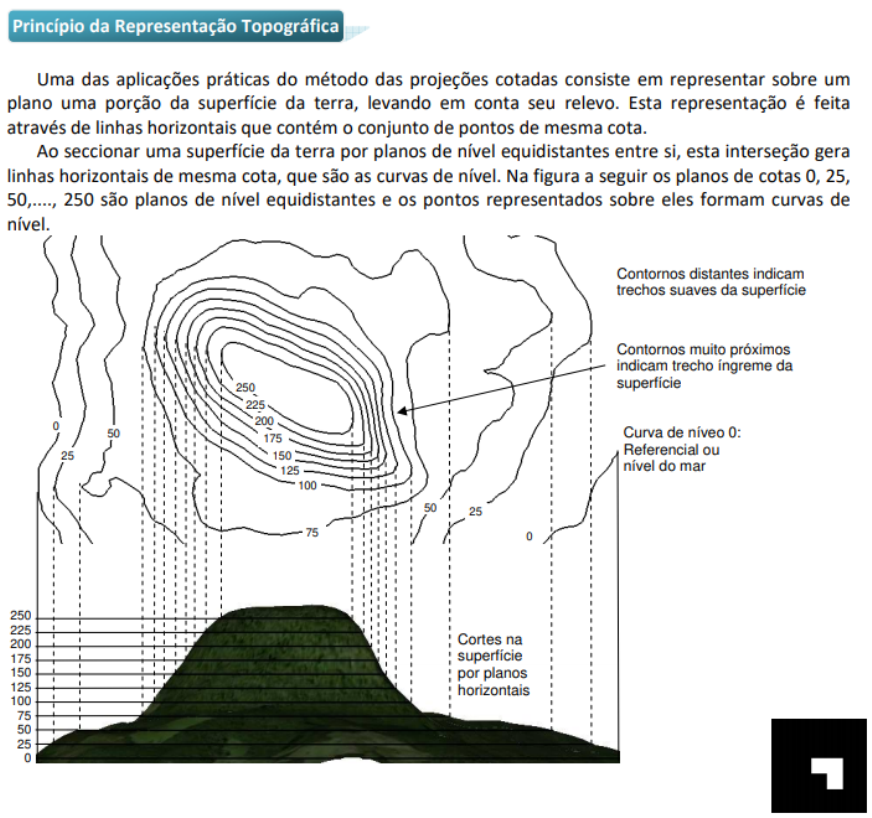 Princípio da Representação Topográfica
Uma das aplicações práticas do método das projeções cotadas consiste em representar sobre um
plano uma porção da superfície da terra, levando em conta seu relevo. Esta representação é feita
através de linhas horizontais que contém o conjunto de pontos de mesma cota.
Ao seccionar uma superfície da terra por planos de nível equidistantes entre si, esta interseção gera
linhas horizontais de mesma cota, que são as curvas de nível. Na figura a seguir os planos de cotas 0, 25,
50,...., 250 são planos de nível equidistantes e os pontos representados sobre eles formam curvas de
nível.
Contornos distantes indicam
trechos suaves da superfície
Contornos muito próximos
indicam trecho íngreme da
superfície
Curva de níveo 0:
Referencial ou
nível do mar
250
225
200
175
150
125
100
75
0
25
50
50
25
0
250
225
200
175
150
125
100
75
50
25
0
Cortes na
superfície
por planos
horizontais